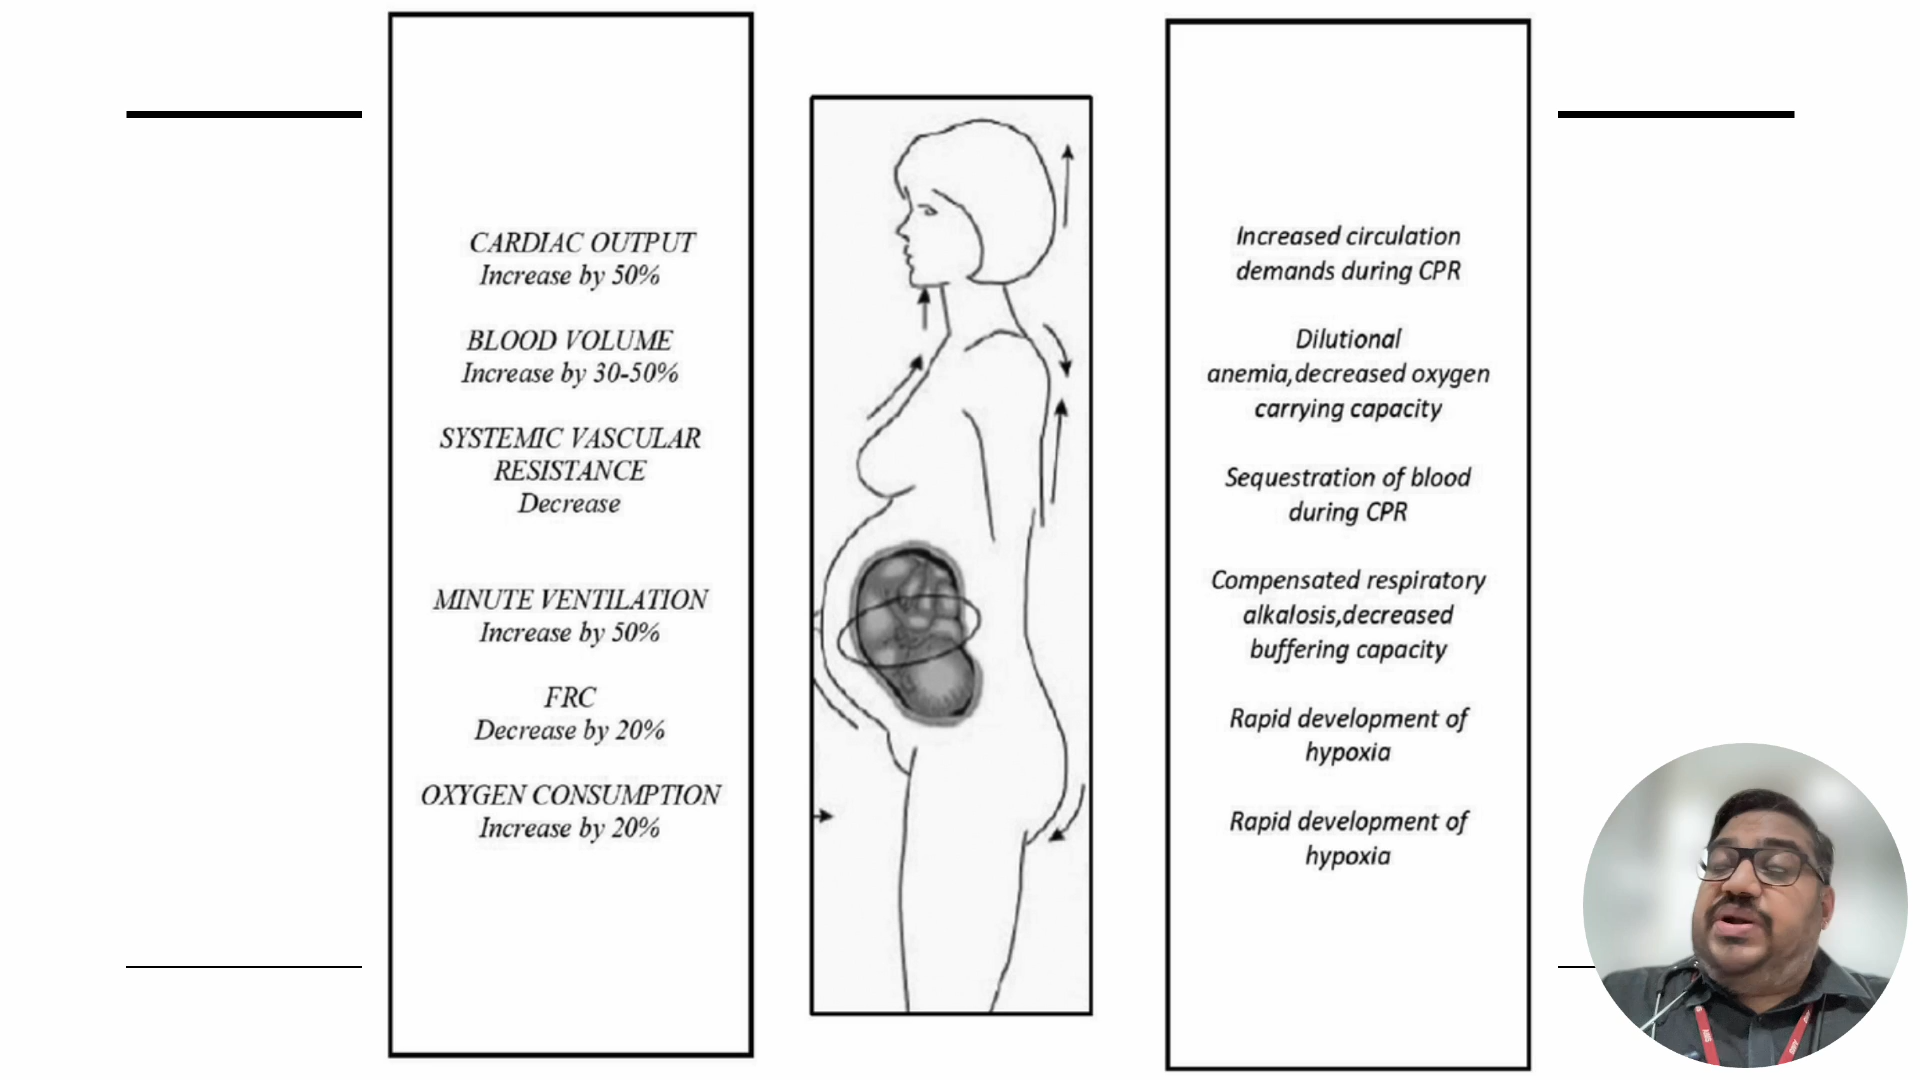 CARDIAC OUTPUT
Increase by 50%
BLOOD VOLUME
Increase by 30-50%
SYSTEMIC VASCULAR
RESISTANCE
Decrease
MINUTE VENTILATION
Increase by 50%
FRC
Decrease by 20%
OXYGEN CONSUMPTION
Increase by 20%
Increased circulation
demands during CPR
Dilutional
anemia,decreased oxygen
carrying capacity
Sequestration of blood
during CPR
Compensated respiratory
alkalosis,decreased
buffering capacity
Rapid development of
hypoxia
Rapid development of
hypoxia